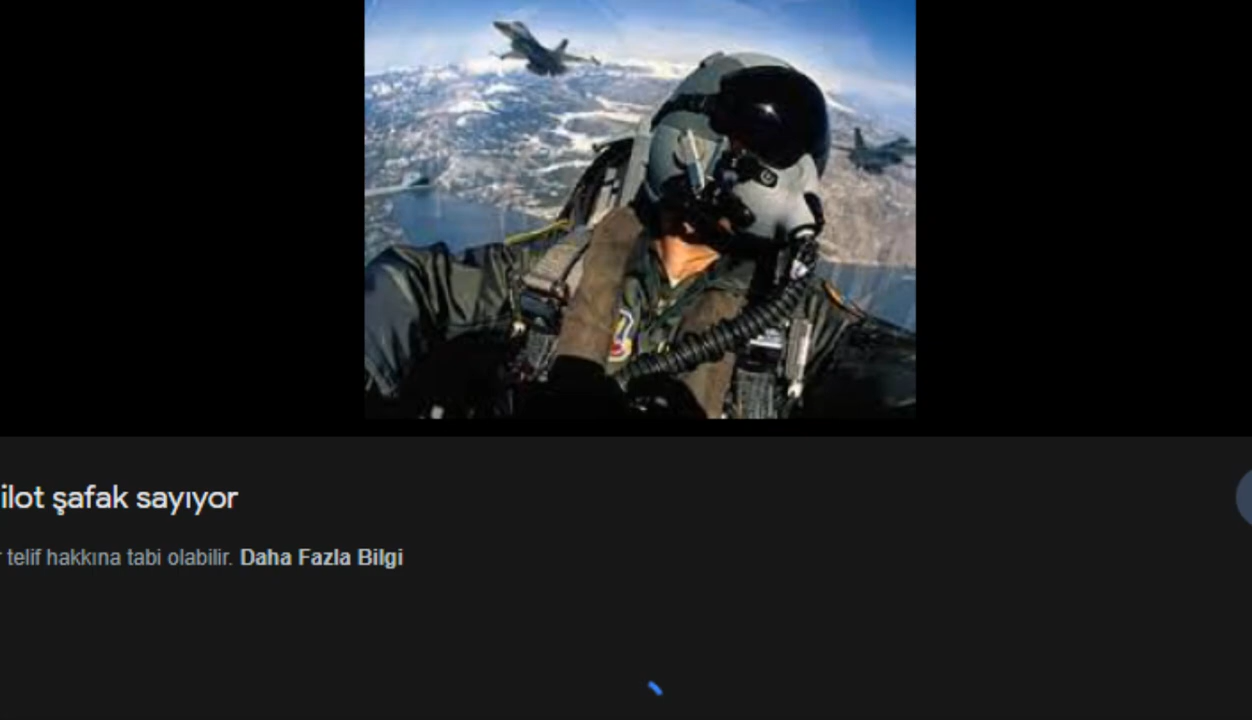 ilot şafak sayıyor
telif hakkına tabi olabilir. Daha Fazla Bilgi